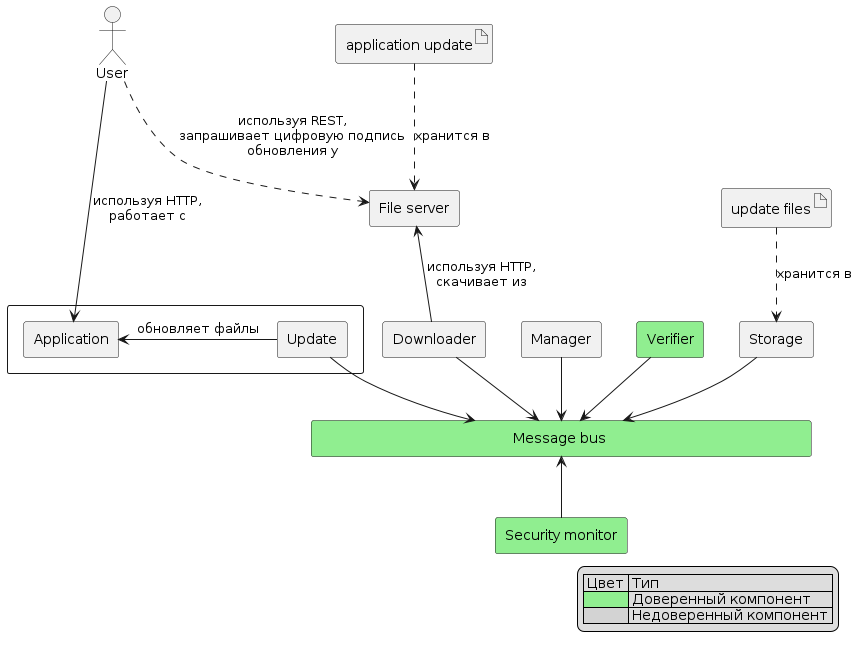 User
application update
используя REST,
запрашивает цифровую подпись
обновления у
хранится в
используя HTTP,
работает с
File server
update files
используя HTTP,
скачивает из
хранится в
Application
обновляет файлы
Update
Downloader
Manager
Verifier
Storage
Message bus
Security monitor
Цвет Тип
Доверенный компонент
Недоверенный компонент